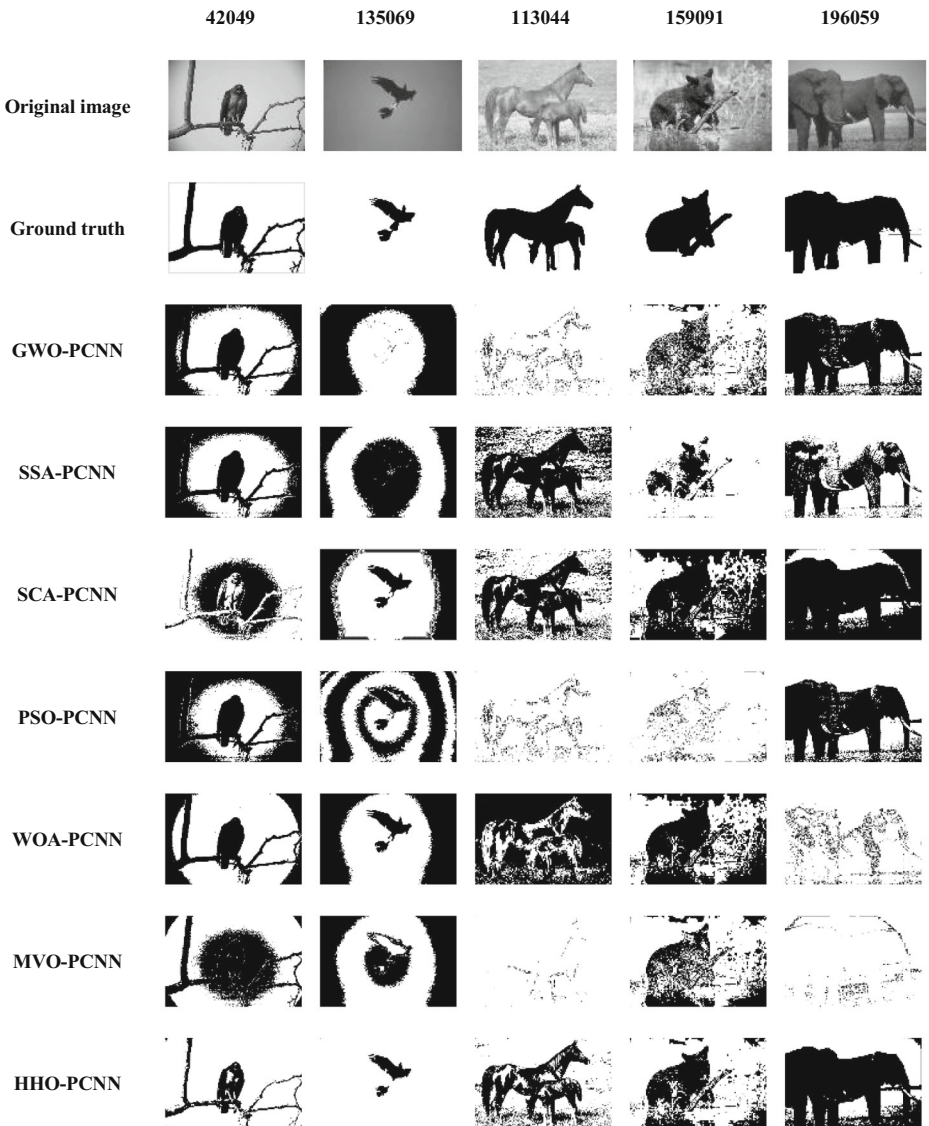 42049 135069 113044 159091 196059
Original image
Ground truth
GWO-PCNN
SSA-PCNN
SCA-PCNN
PSO-PCNN
WOA-PCNN
MVO-PCNN
HHO-PCNN